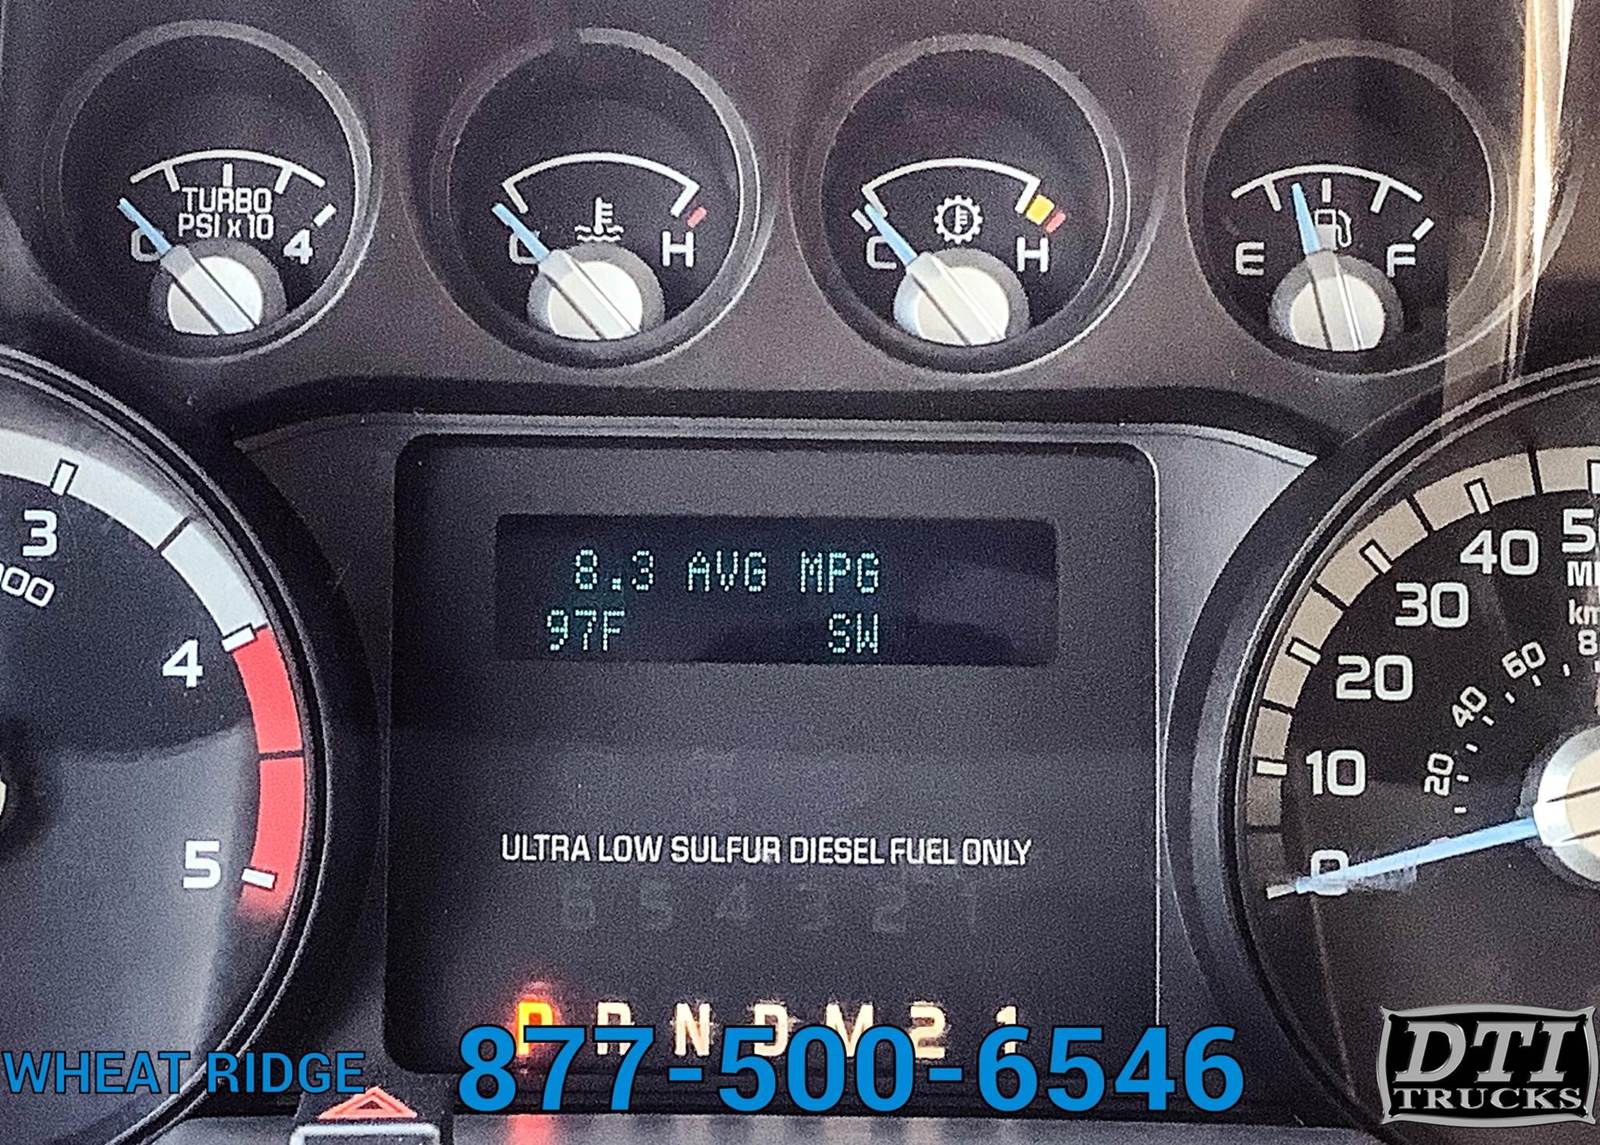 TURBO
PSI x 10
0 4
C H
C H
E F
3
00
4
5
8.3 AVG MPG
97F SW
ULTRA LOW SULFUR DIESEL FUEL ONLY
6 5 4 3 2 1
P R N D M 2 1
0 10 20 30 40
20 40 60
WHEAT RIDGE
877-500-6546
DTI
TRUCKS